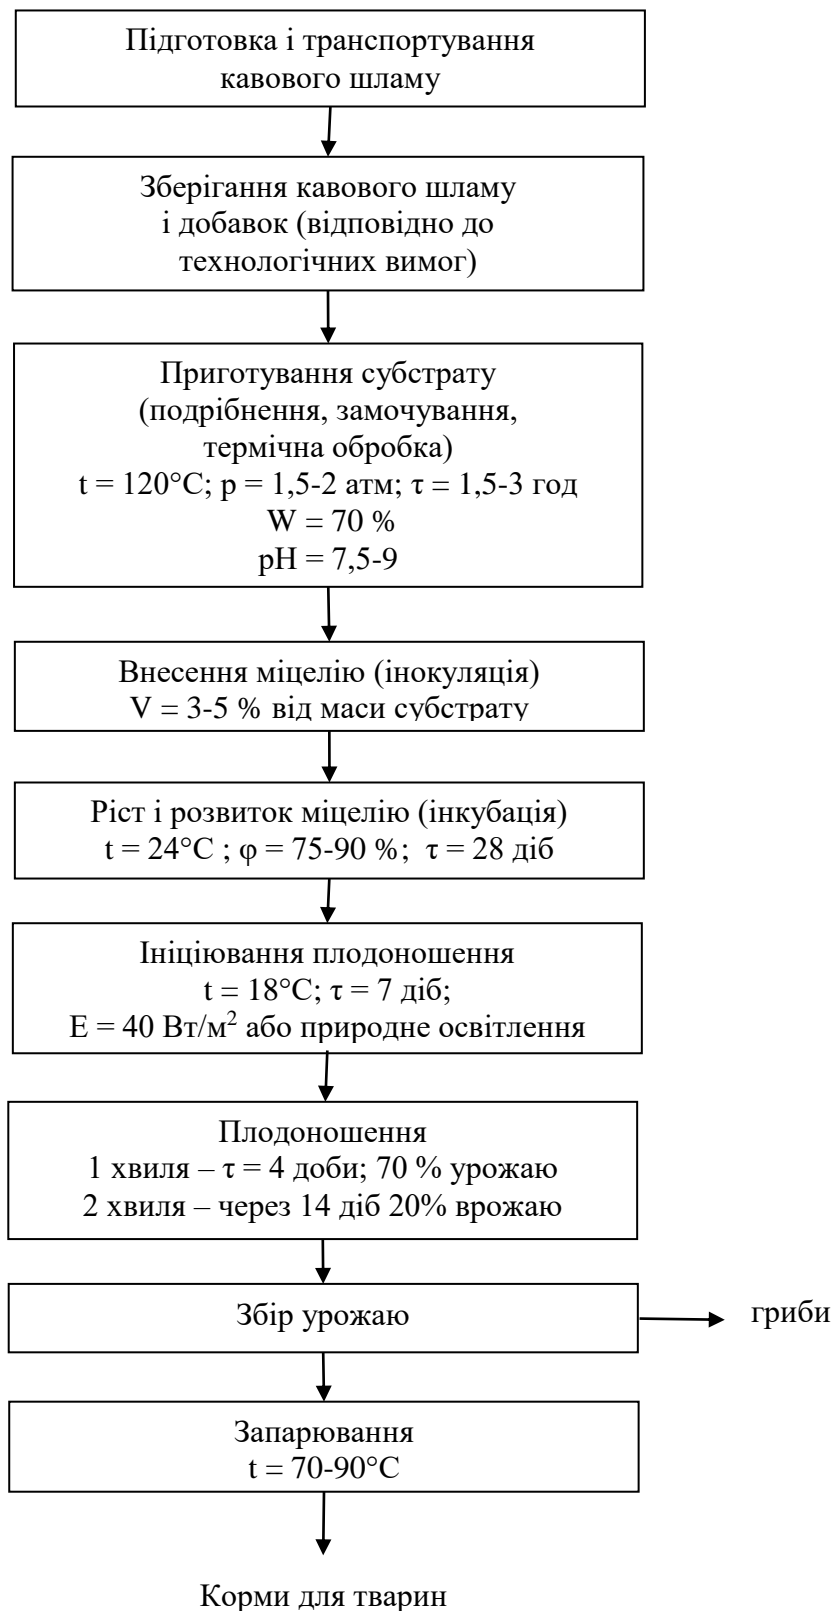 Підготовка і транспортування
кавового шламу
Зберігання кавового шламу
і добавок (відповідно до
технологічних вимог)
Приготування субстрату
(подрібнення, замочування,
термічна обробка)
t = 120°С; р = 1,5-2 атм; τ = 1,5-3 год
W = 70 %
рН = 7,5-9
Внесення міцелію (інокуляція)
V = 3-5 % від маси субстрату
Ріст і розвиток міцелію (інкубація)
t = 24°С ; φ = 75-90 %; τ = 28 діб
Ініціювання плодоношення
t = 18°С; τ = 7 діб;
Е = 40 Вт/м² або природне освітлення
Плодоношення
1 хвиля – τ = 4 доби; 70 % урожаю
2 хвиля – через 14 діб 20% врожаю
Збір урожаю
гриби
Запарювання
t = 70-90°С
Корми для тварин